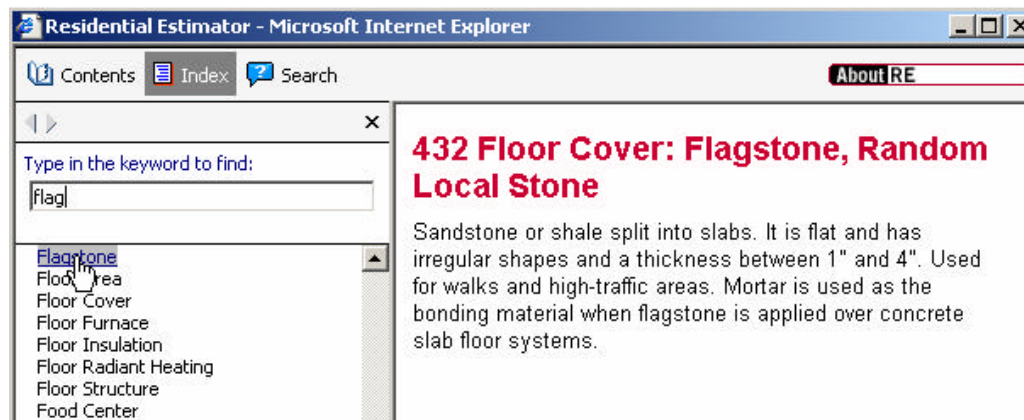 Residential Estimator - Microsoft Internet Explorer
Contents Index Search
About RE
Type in the keyword to find:
flag
Flagstone
Floor Area
Floor Cover
Floor Furnace
Floor Insulation
Floor Radiant Heating
Floor Structure
Food Center
432 Floor Cover: Flagstone, Random
Local Stone
Sandstone or shale split into slabs. It is flat and has
irregular shapes and a thickness between 1" and 4". Used
for walks and high-traffic areas. Mortar is used as the
bonding material when flagstone is applied over concrete
slab floor systems.